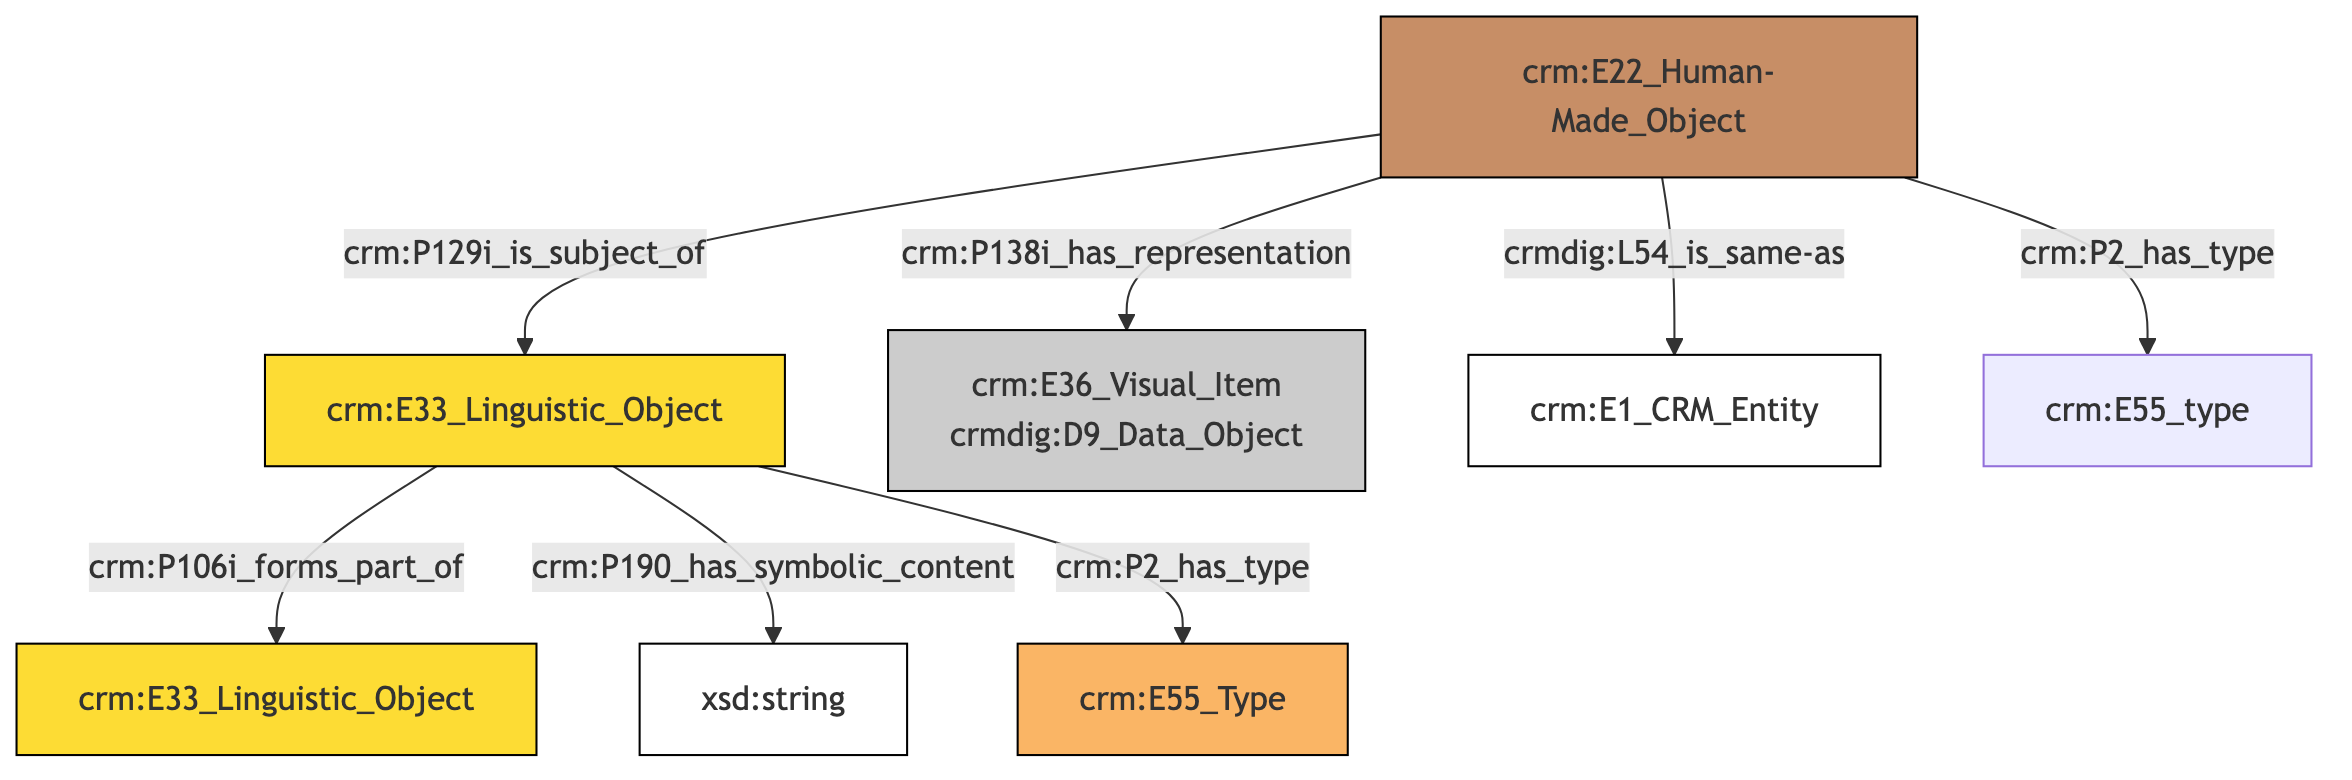 crm:E22_Human-
Made_Object
crm:P129i_is_subject_of
crm:P138i_has_representation
crmdig:L54_is_same-as
crm:P2_has_type
crm:E33_Linguistic_Object
crm:E36_Visual_Item
crmdig:D9_Data_Object
crm:E1_CRM_Entity
crm:E55_type
crm:P106i_forms_part_of
crm:P190_has_symbolic_content
crm:P2_has_type
crm:E33_Linguistic_Object
xsd:string
crm:E55_Type